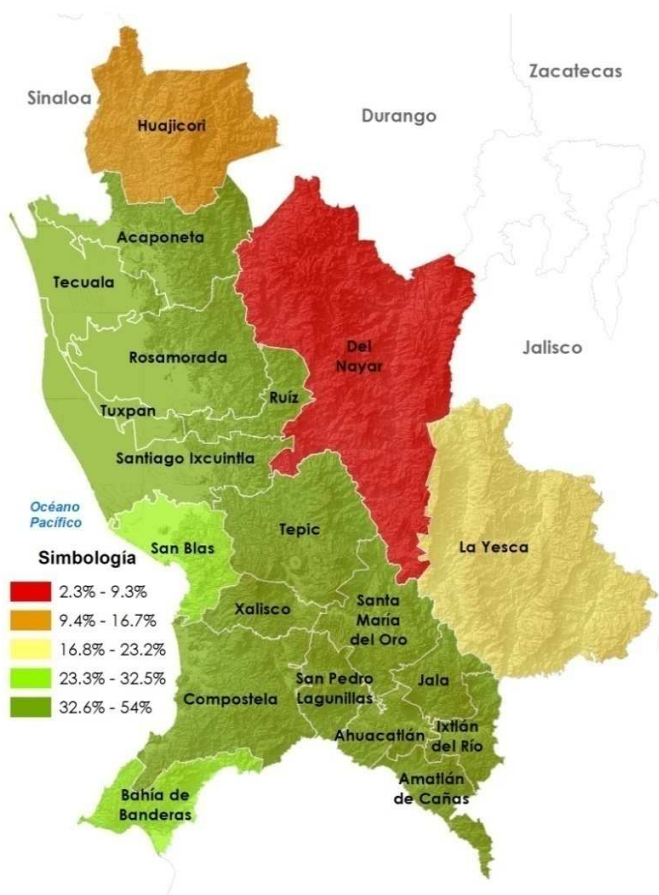 Zacatecas
Sinaloa
Durango
Huajicori
Acaponeta
Tecuala
Del
Nayar
Jalisco
Rosamorada
Ruíz
Tuxpan
Santiago Ixcuintla
Océano
Pacífico
Tepic
San Blas
La Yesca
Simbología
2.3% - 9.3%
9.4% - 16.7%
16.8% - 23.2%
23.3% - 32.5%
32.6% - 54%
Xalisco
Santa
María
del Oro
San Pedro
Lagunillas
Jala
Compostela
Ahuacatlán
Ixtlán
del Río
Amatlán
de Cañas
Bahía de
Banderas